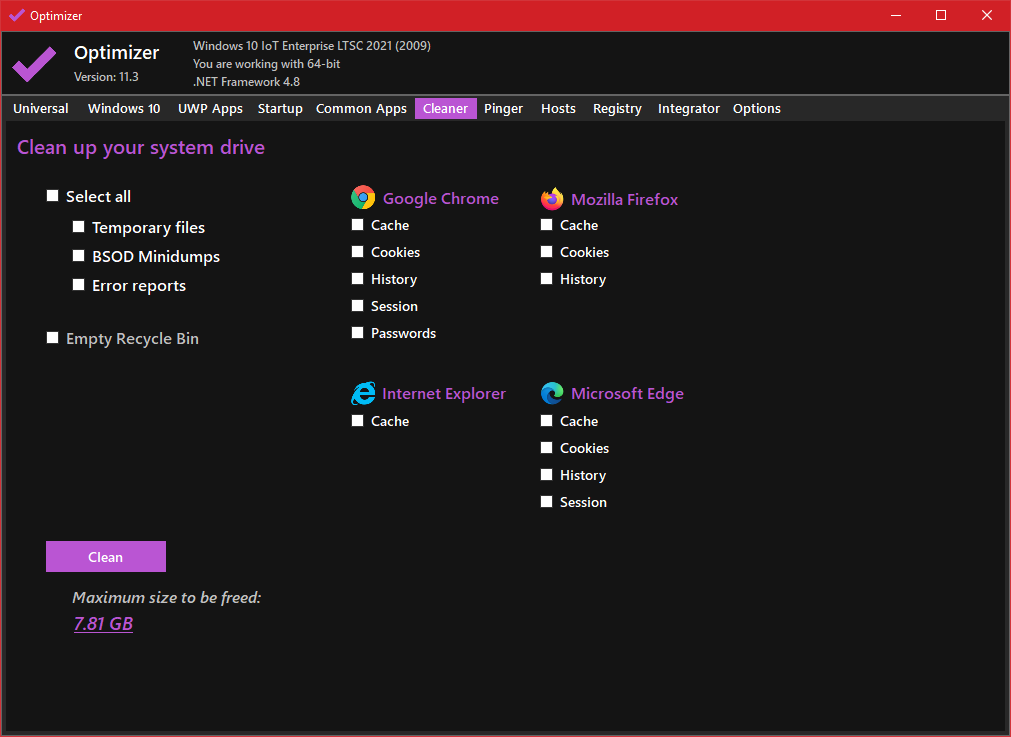 Optimizer
Optimizer
Version: 11.3
Windows 10 IoT Enterprise LTSC 2021 (2009)
You are working with 64-bit
.NET Framework 4.8
Universal Windows 10 UWP Apps Startup Common Apps Cleaner Pinger Hosts Registry Integrator Options
Clean up your system drive
Select all
Temporary files
BSOD Minidumps
Error reports
Empty Recycle Bin
Google Chrome
Cache
Cookies
History
Session
Passwords
Mozilla Firefox
Cache
Cookies
History
Internet Explorer
Cache
Microsoft Edge
Cache
Cookies
History
Session
Clean
Maximum size to be freed:
7.81 GB